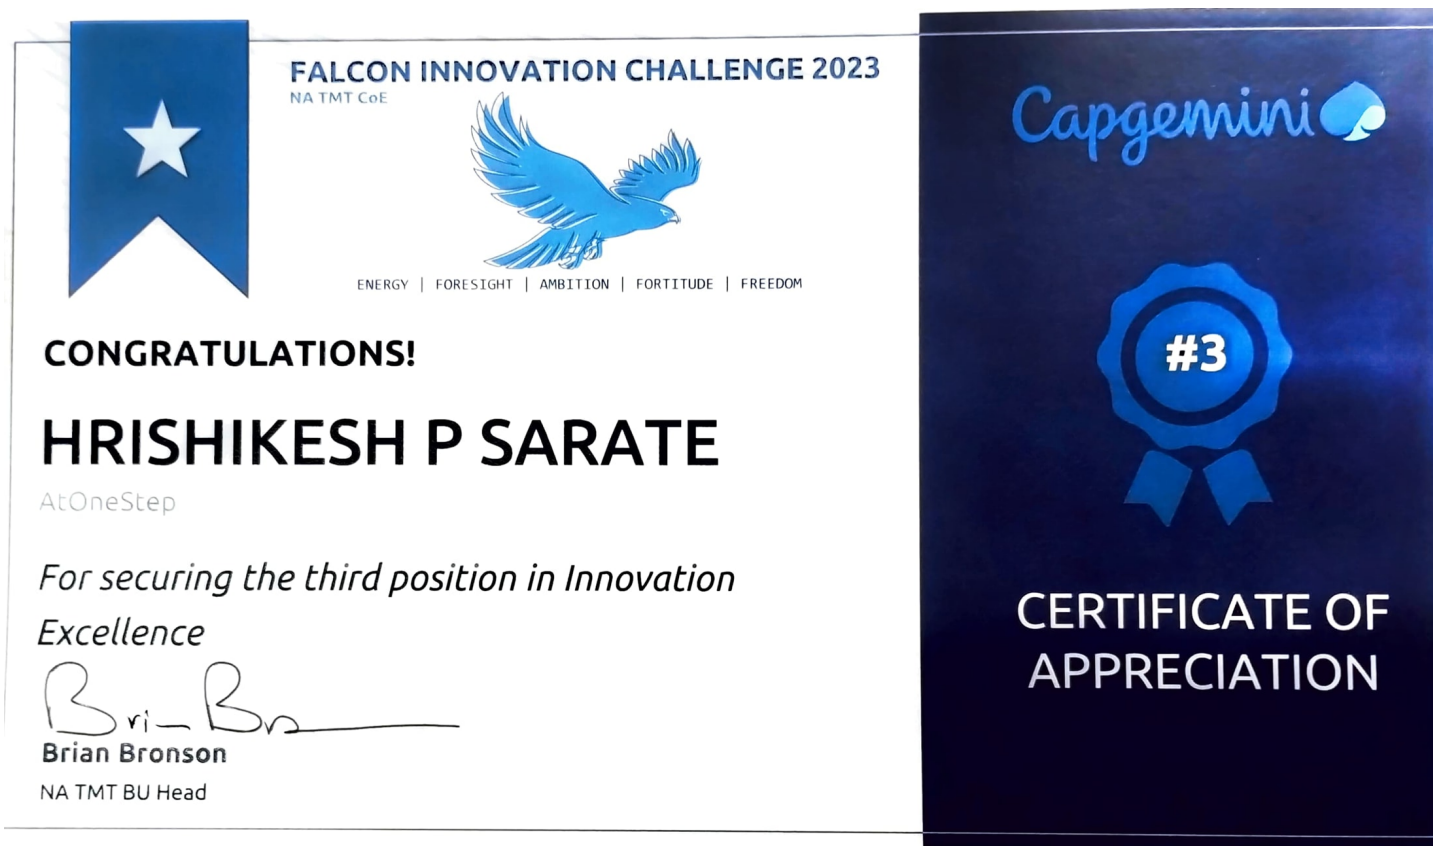 FALCON INNOVATION CHALLENGE 2023
NA TMT CoE
ENERGY | FORESIGHT | AMBITION | FORTITUDE | FREEDOM
CONGRATULATIONS!
HRISHIKESH P SARATE
AtOneStep
For securing the third position in Innovation
Excellence
Brian Bronson
NA TMT BU Head
Capgemini
#3
CERTIFICATE OF
APPRECIATION